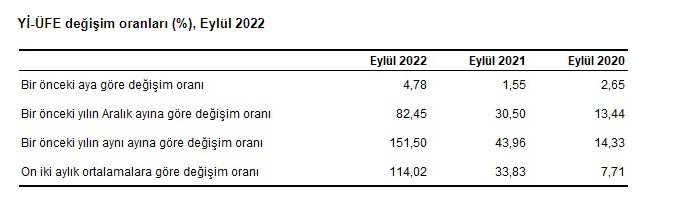 Yİ-ÜFE değişim oranları (%), Eylül 2022
Eylül 2022 Eylül 2021 Eylül 2020
Bir önceki aya göre değişim oranı 4,78 1,55 2,65
Bir önceki yılın Aralık ayına göre değişim oranı 82,45 30,50 13,44
Bir önceki yılın aynı ayına göre değişim oranı 151,50 43,96 14,33
On iki aylık ortalamalara göre değişim oranı 114,02 33,83 7,71